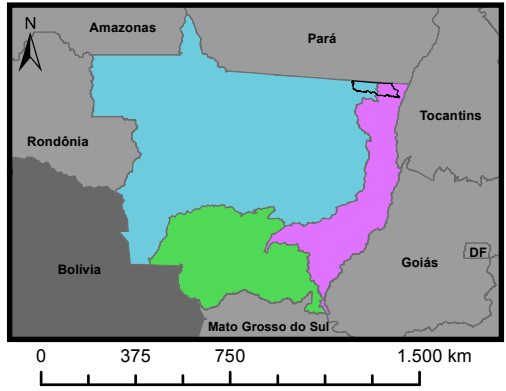 N
Amazonas
Pará
Tocantins
Rondônia
Bolívia
DF
Goiás
Mato Grosso do Sul
0 375 750 1.500 km